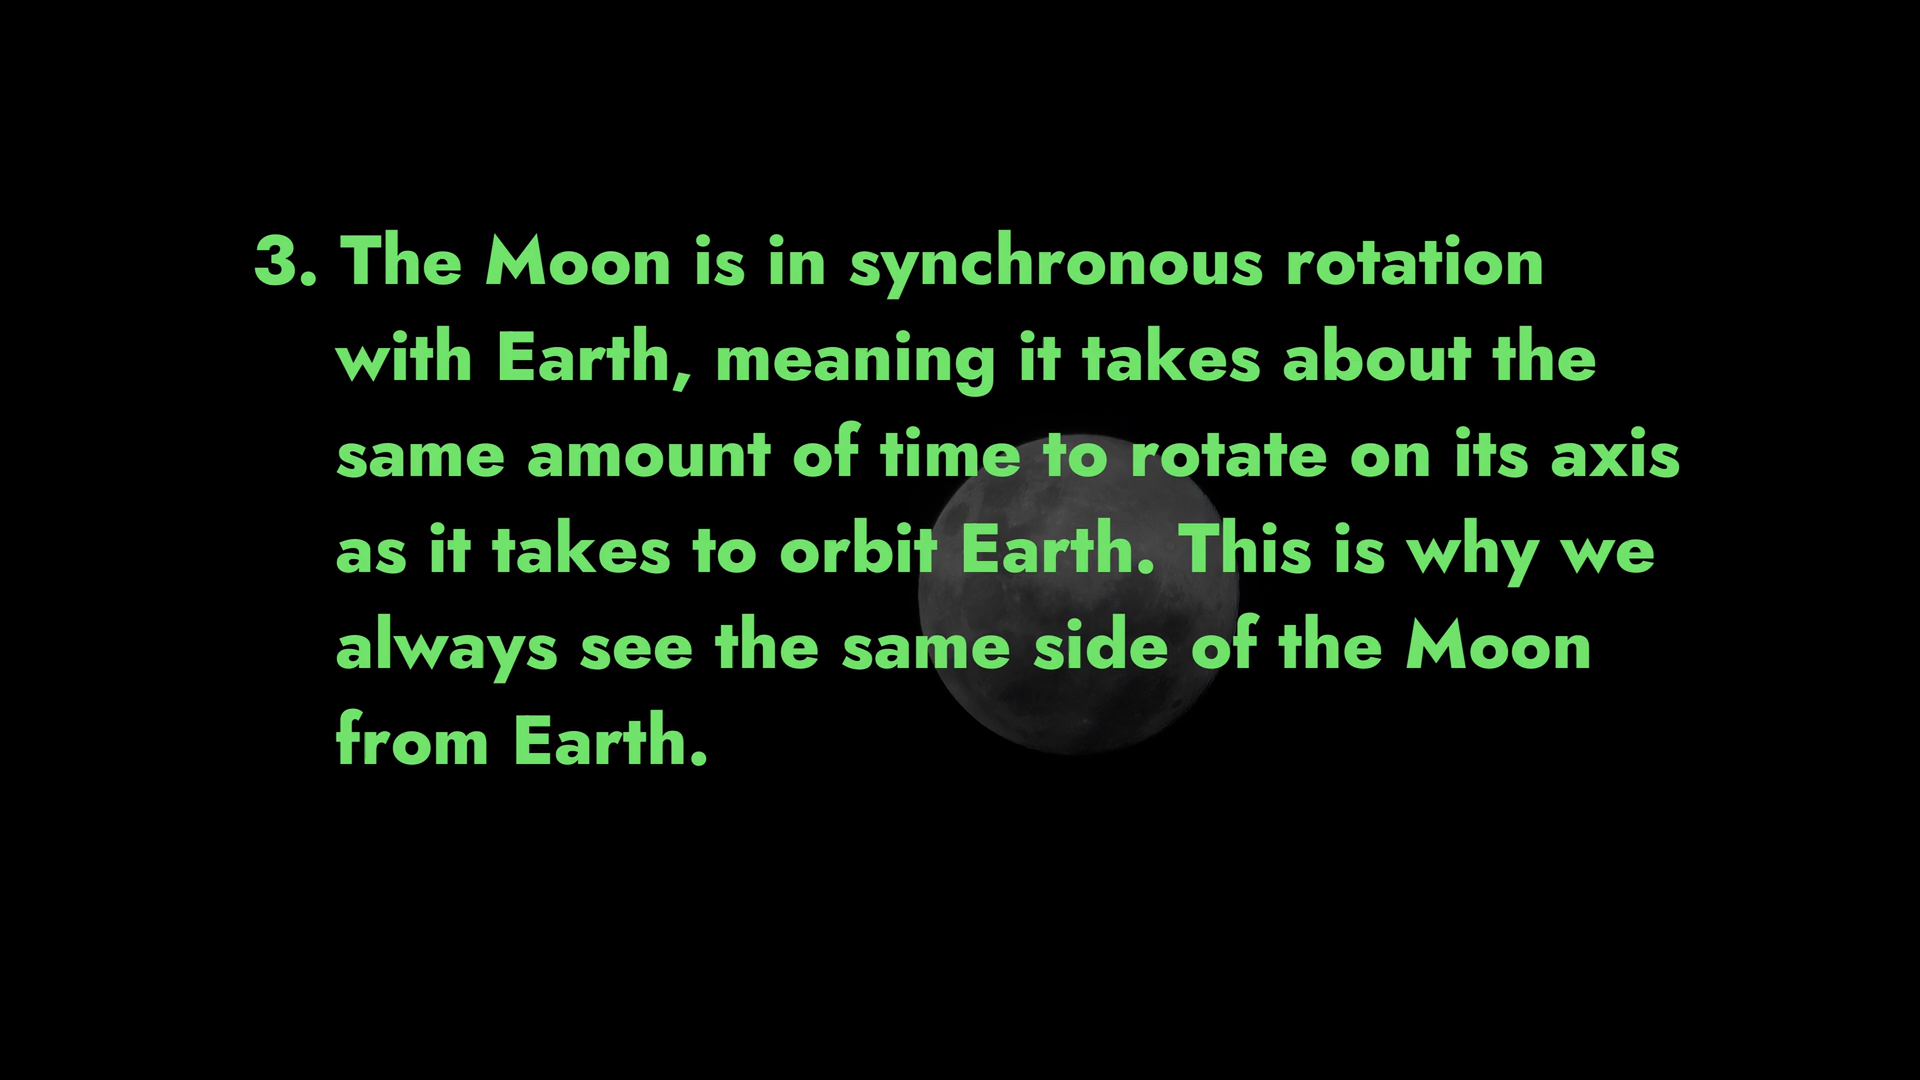 3. The Moon is in synchronous rotation
with Earth, meaning it takes about the
same amount of time to rotate on its axis
as it takes to orbit Earth. This is why we
always see the same side of the Moon
from Earth.